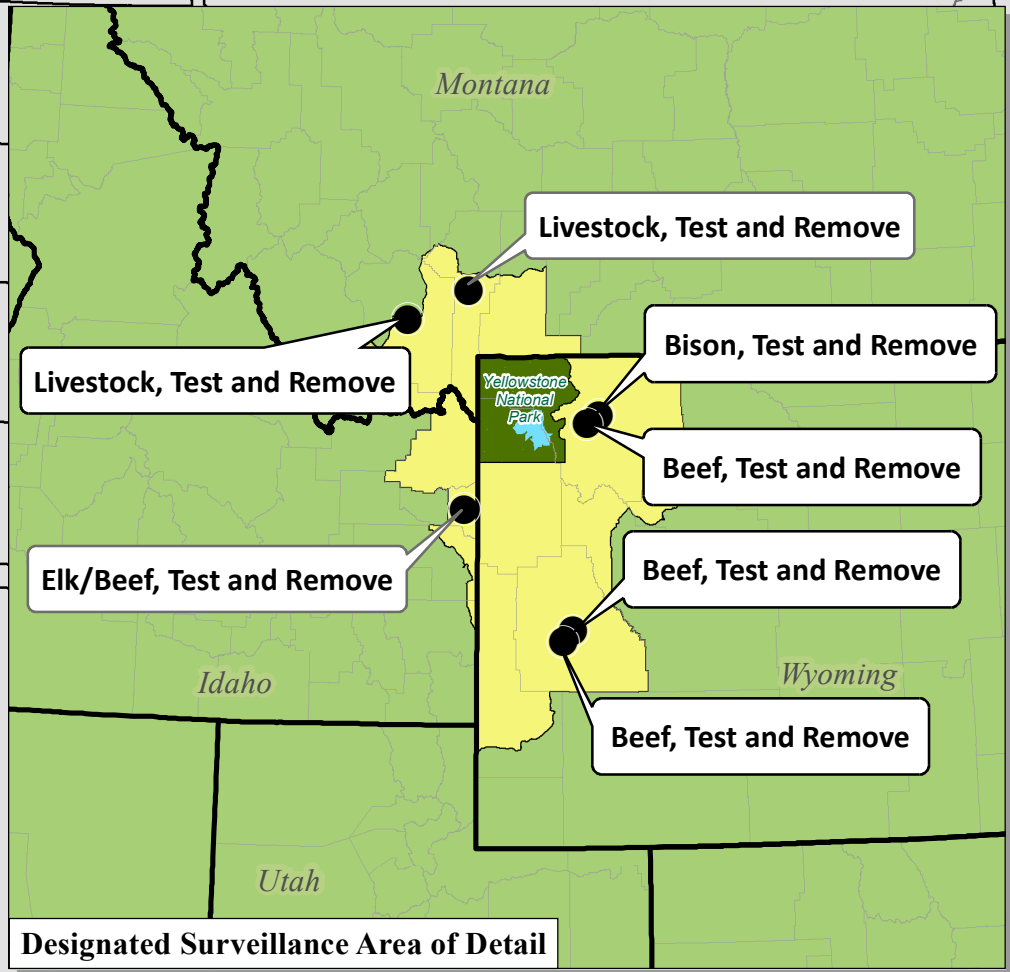 Montana
Livestock, Test and Remove
Bison, Test and Remove
Livestock, Test and Remove
Yellowstone
National
Park
Beef, Test and Remove
Elk/Beef, Test and Remove
Beef, Test and Remove
Idaho
Wyoming
Beef, Test and Remove
Utah
Designated Surveillance Area of Detail